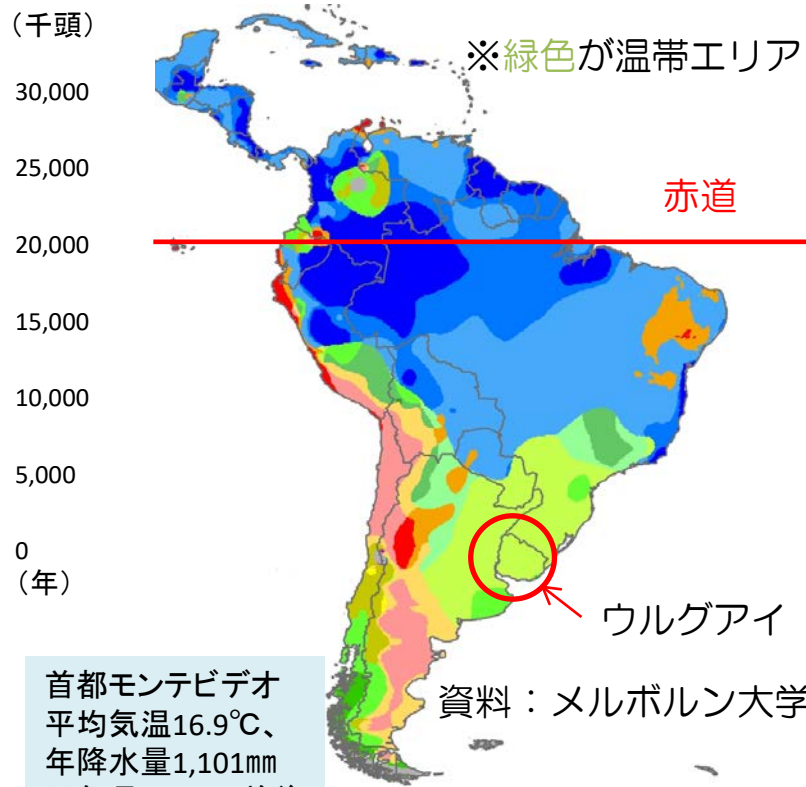 （千頭）
30,000
25,000
20,000
15,000
10,000
5,000
0
（年）
※緑色が温帯エリア
赤道
ウルグアイ
資料：メルボルン大学
首都モンテビデオ
平均気温16.9℃、
年降水量1,101㎜